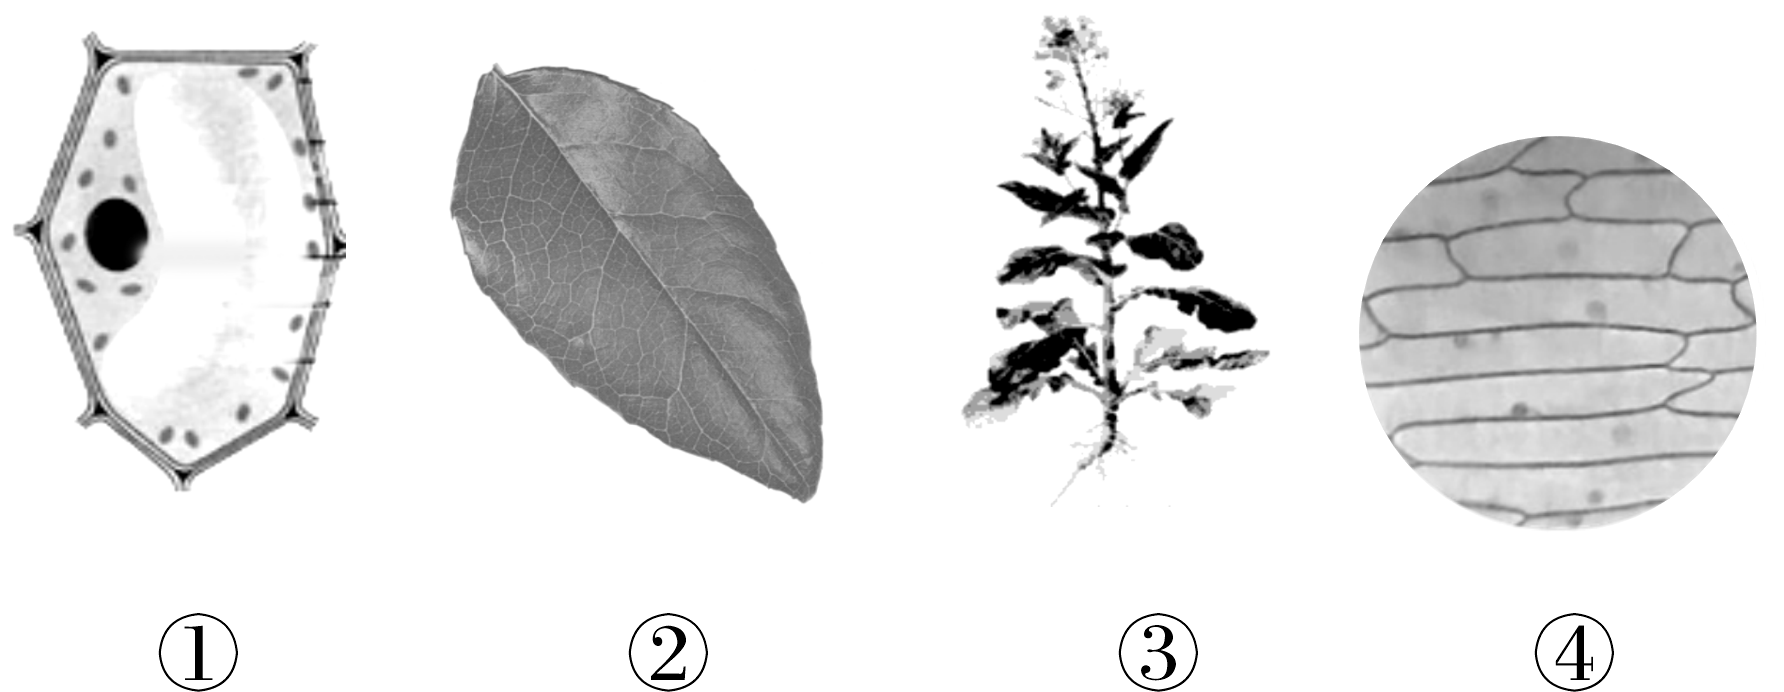 ① ② ③ ④